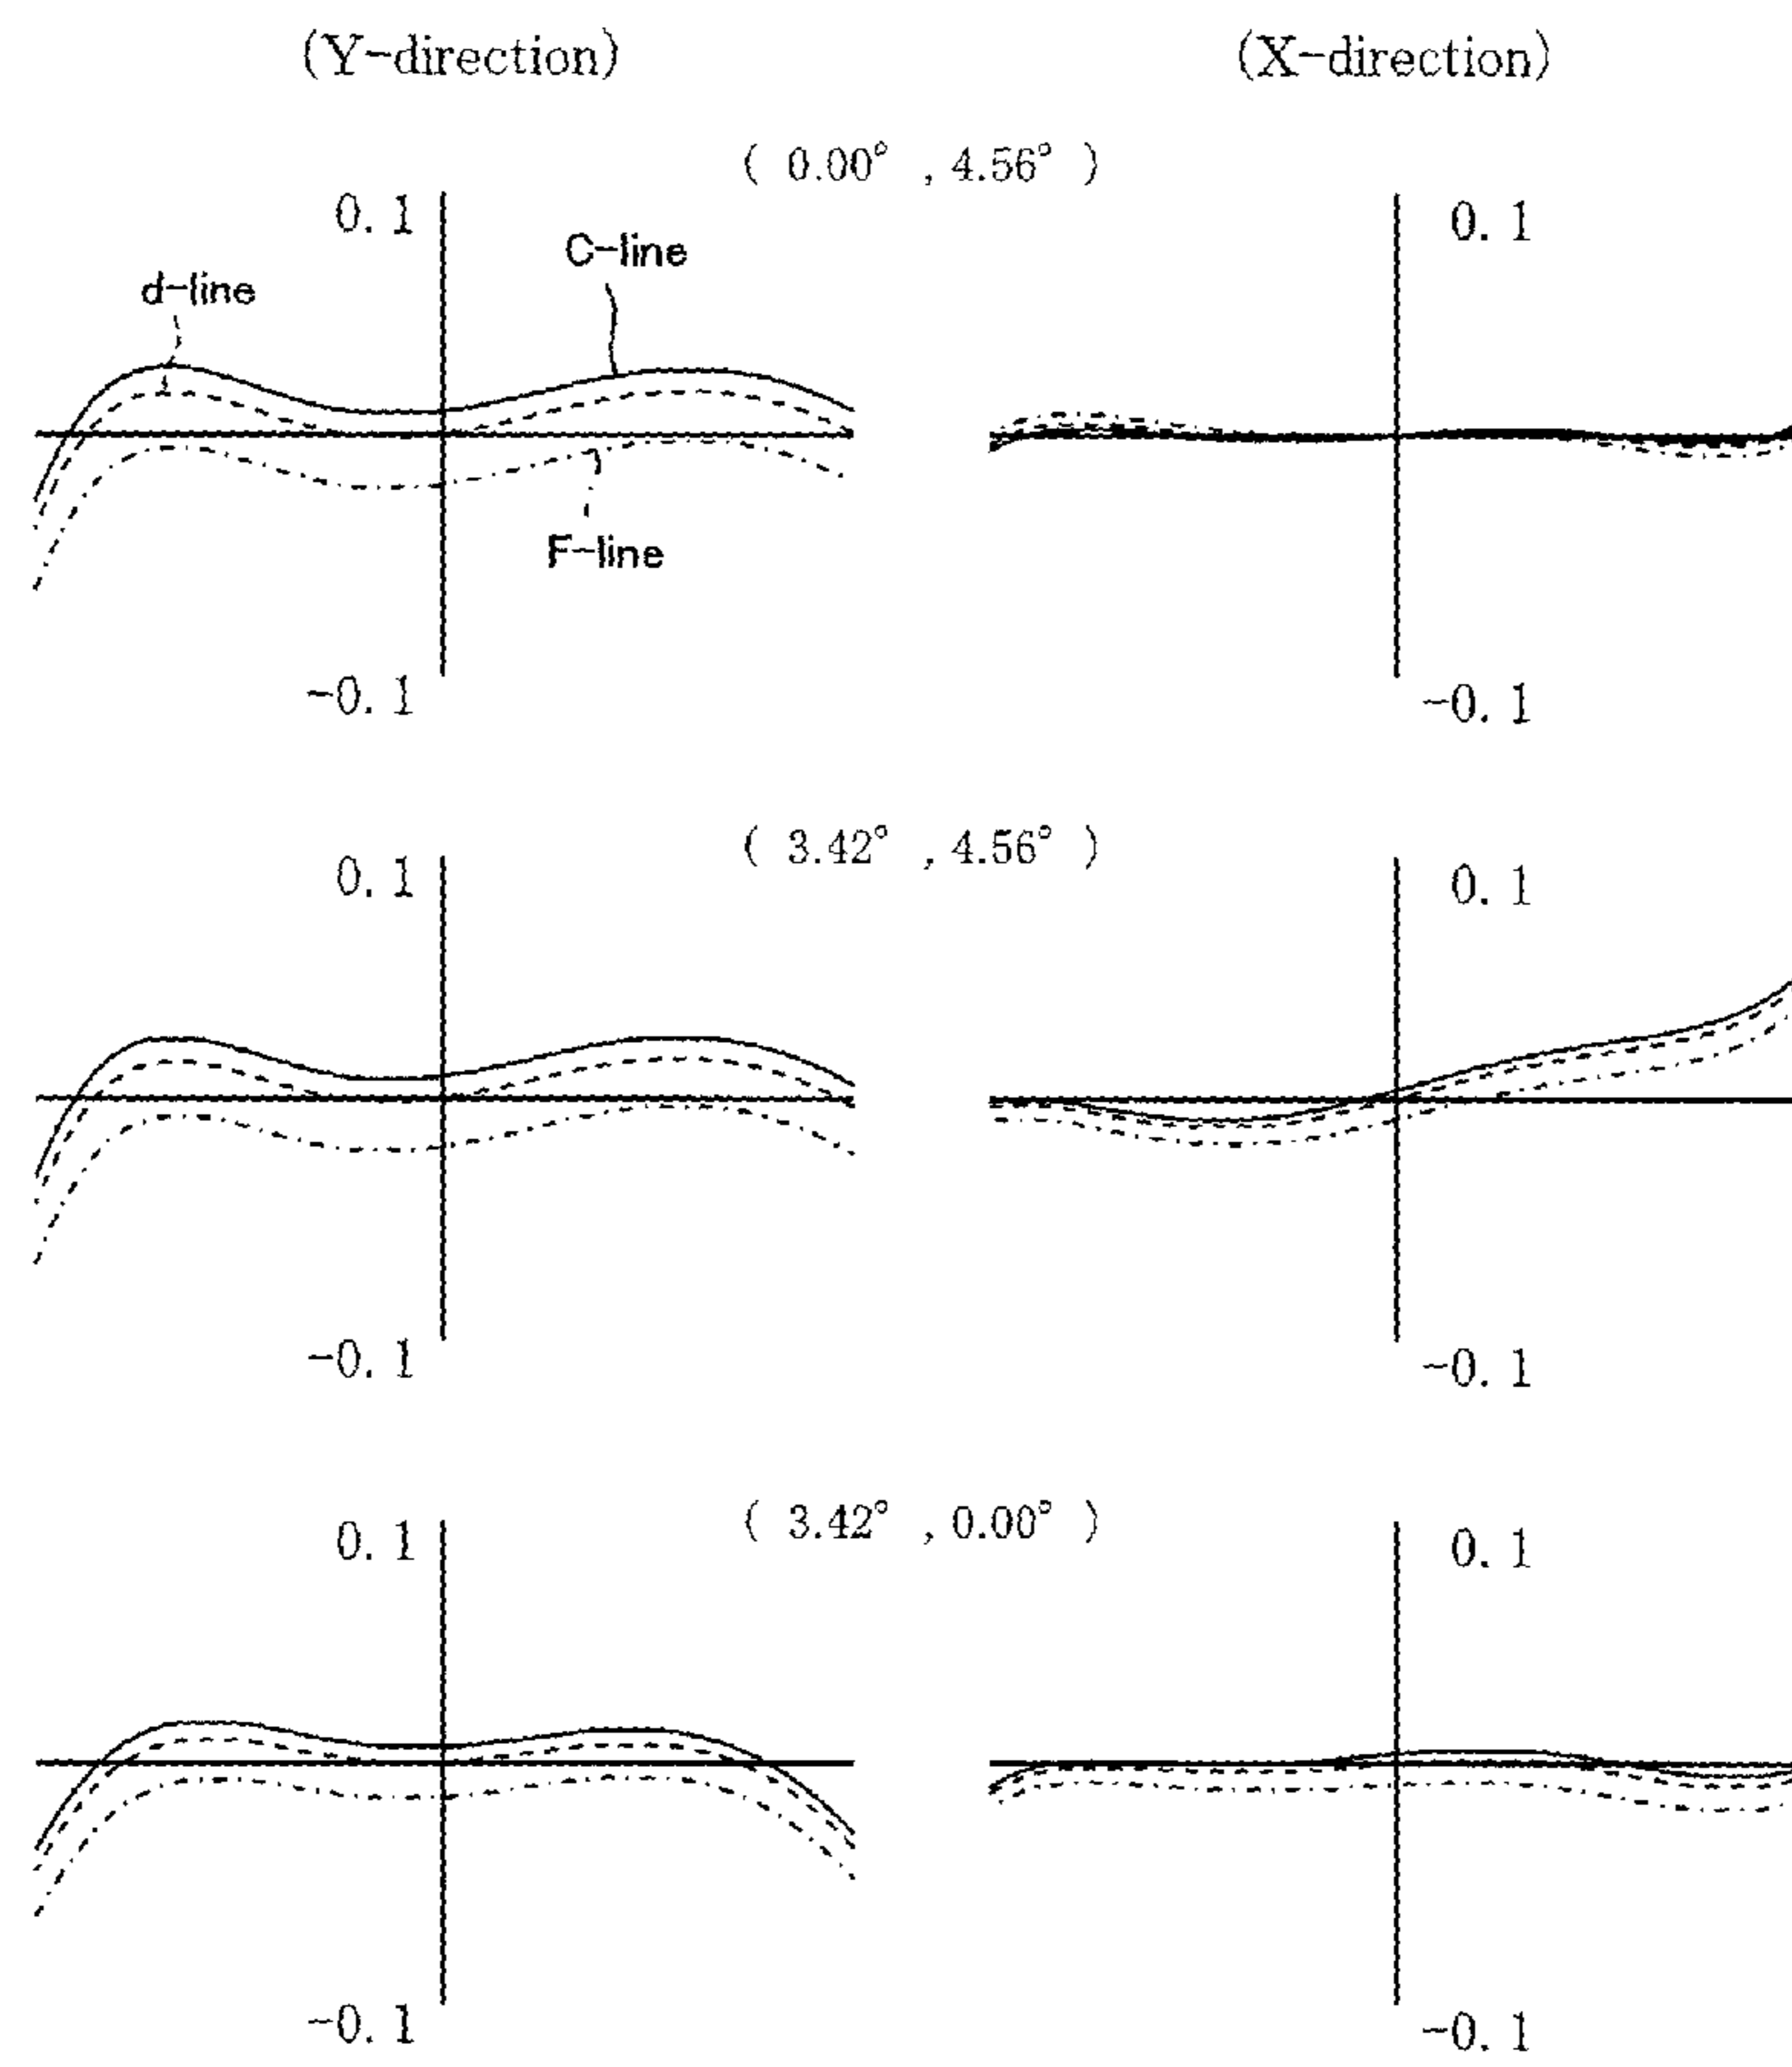 (Y-direction) (X-direction)
( 0.00° , 4.56° )
0. 1 0. 1
C-line
d-line
F-line
-0. 1 -0. 1
( 3.42° , 4.56° )
0. 1 0. 1
-0. 1 -0. 1
( 3.42° , 0.00° )
0. 1 0. 1
-0. 1 -0. 1